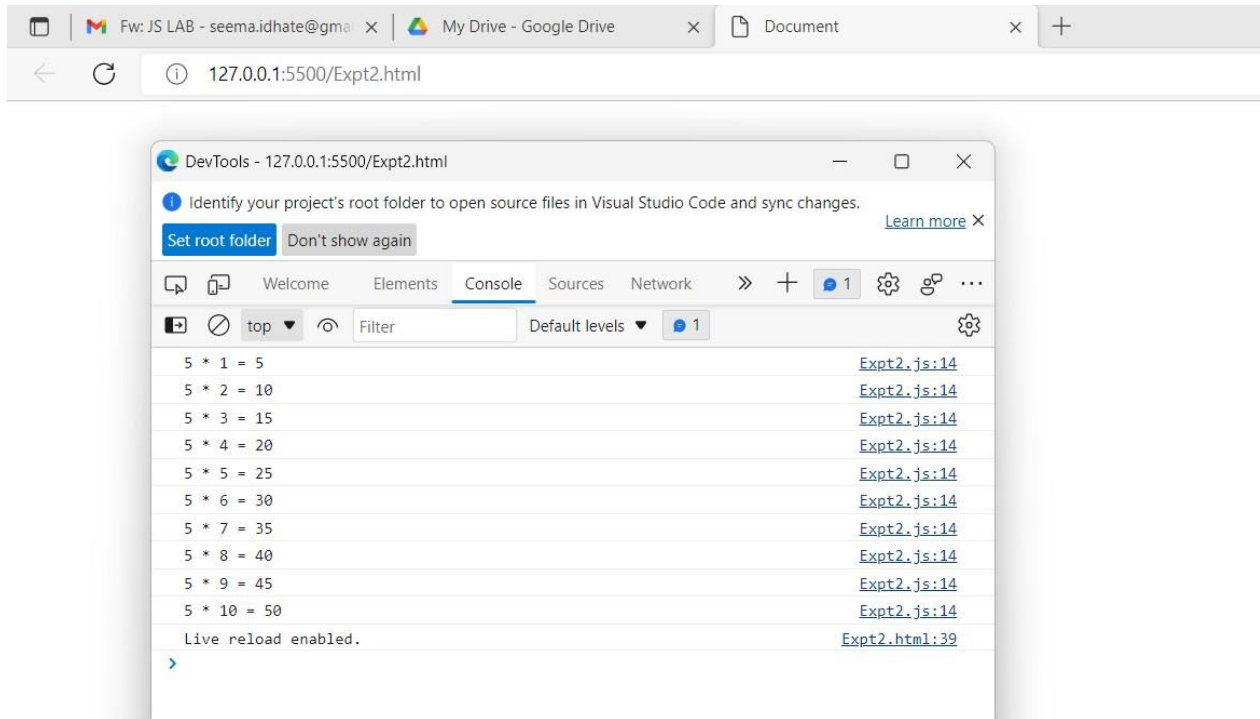 Fw: JS LAB - seema.idhate@gma
My Drive - Google Drive
Document
127.0.0.1:5500/Expt2.html
DevTools - 127.0.0.1:5500/Expt2.html
Identify your project's root folder to open source files in Visual Studio Code and sync changes.
Learn more
Set root folder Don't show again
Welcome Elements Console Sources Network 1
top Filter Default levels 1
5 * 1 = 5 Expt2.js:14
5 * 2 = 10 Expt2.js:14
5 * 3 = 15 Expt2.js:14
5 * 4 = 20 Expt2.js:14
5 * 5 = 25 Expt2.js:14
5 * 6 = 30 Expt2.js:14
5 * 7 = 35 Expt2.js:14
5 * 8 = 40 Expt2.js:14
5 * 9 = 45 Expt2.js:14
5 * 10 = 50 Expt2.js:14
Live reload enabled. Expt2.html:39